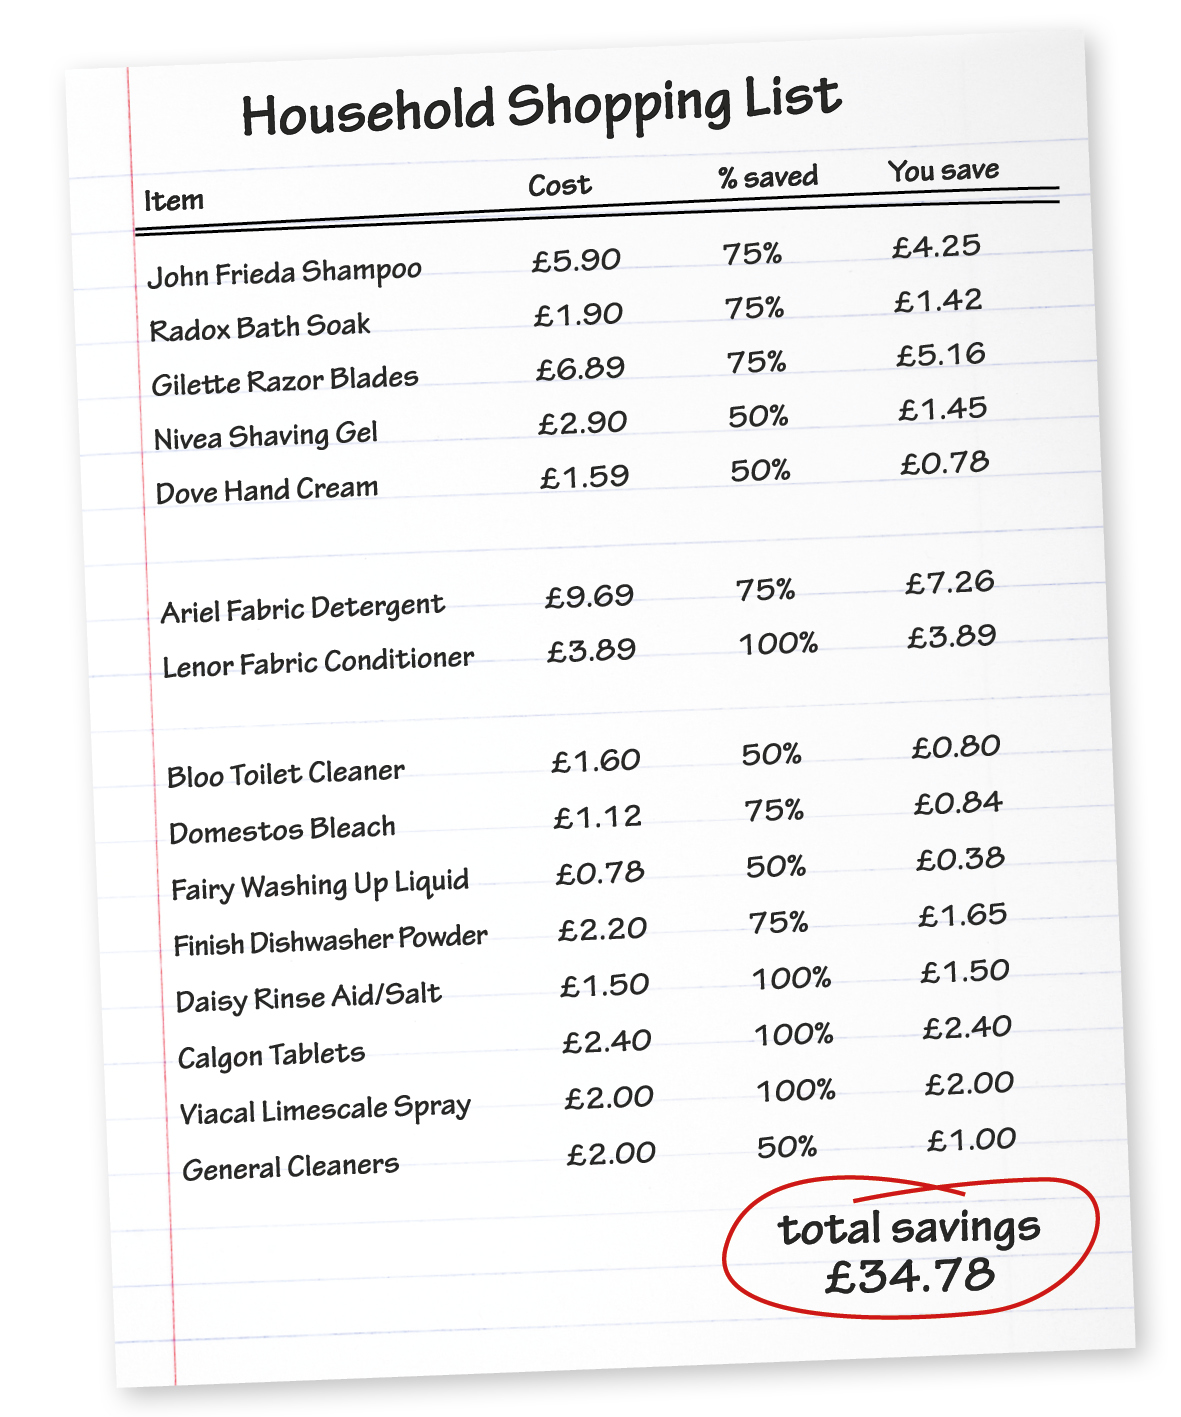 Household Shopping List
Item Cost % saved You save
John Frieda Shampoo £5.90 75% £4.25
Radox Bath Soak £1.90 75% £1.42
Gilette Razor Blades £6.89 75% £5.16
Nivea Shaving Gel £2.90 50% £1.45
Dove Hand Cream £1.59 50% £0.78
Ariel Fabric Detergent £9.69 75% £7.26
Lenor Fabric Conditioner £3.89 100% £3.89
Bloo Toilet Cleaner £1.60 50% £0.80
Domestos Bleach £1.12 75% £0.84
Fairy Washing Up Liquid £0.78 50% £0.38
Finish Dishwasher Powder £2.20 75% £1.65
Daisy Rinse Aid/Salt £1.50 100% £1.50
Calgon Tablets £2.40 100% £2.40
Viacal Limescale Spray £2.00 100% £2.00
General Cleaners £2.00 50% £1.00
total savings
£34.78